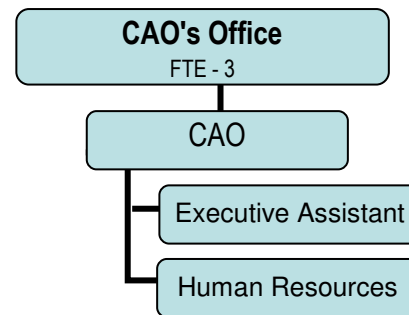 CAO's Office
FTE - 3
CAO
Executive Assistant
Human Resources